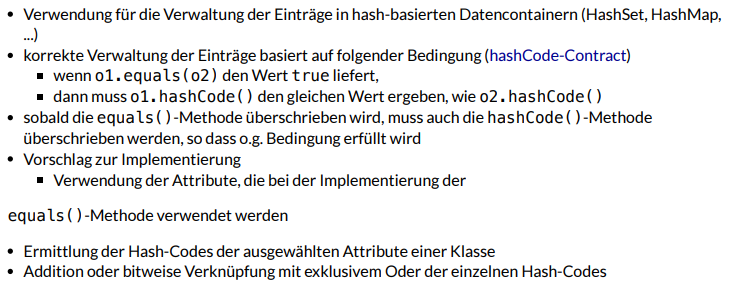 • Verwendung für die Verwaltung der Einträge in hash-basierten Datencontainern (HashSet, HashMap,
...)
• korrekte Verwaltung der Einträge basiert auf folgender Bedingung (hashCode-Contract)
▪ wenn o1.equals(o2) den Wert true liefert,
▪ dann muss o1.hashCode() den gleichen Wert ergeben, wie o2.hashCode()
• sobald die equals()-Methode überschrieben wird, muss auch die hashCode()-Methode
überschrieben werden, so dass o.g. Bedingung erfüllt wird
• Vorschlag zur Implementierung
▪ Verwendung der Attribute, die bei der Implementierung der
equals()-Methode verwendet werden
• Ermittlung der Hash-Codes der ausgewählten Attribute einer Klasse
• Addition oder bitweise Verknüpfung mit exklusivem Oder der einzelnen Hash-Codes